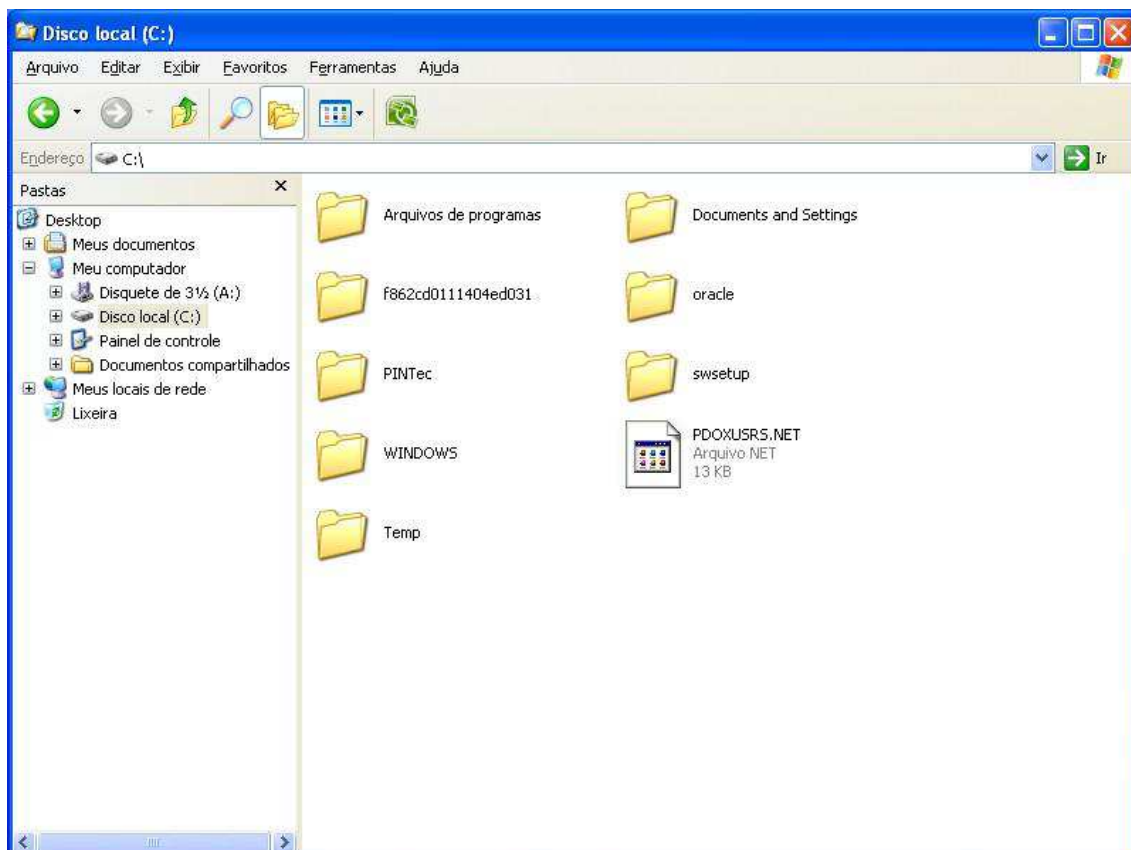 Disco local (C:)
Arquivo Editar Exibir Favoritos Ferramentas Ajuda
Endereço C:\ Ir
Pastas
Desktop
Meus documentos
Meu computador
Disquete de 3½ (A:)
Disco local (C:)
Painel de controle
Documentos compartilhados
Meus locais de rede
Lixeira
Arquivos de programas
Documents and Settings
f862cd0111404ed031
oracle
PINTec
swsetup
WINDOWS
PDOXUSRS.NET
Arquivo NET
13 KB
Temp